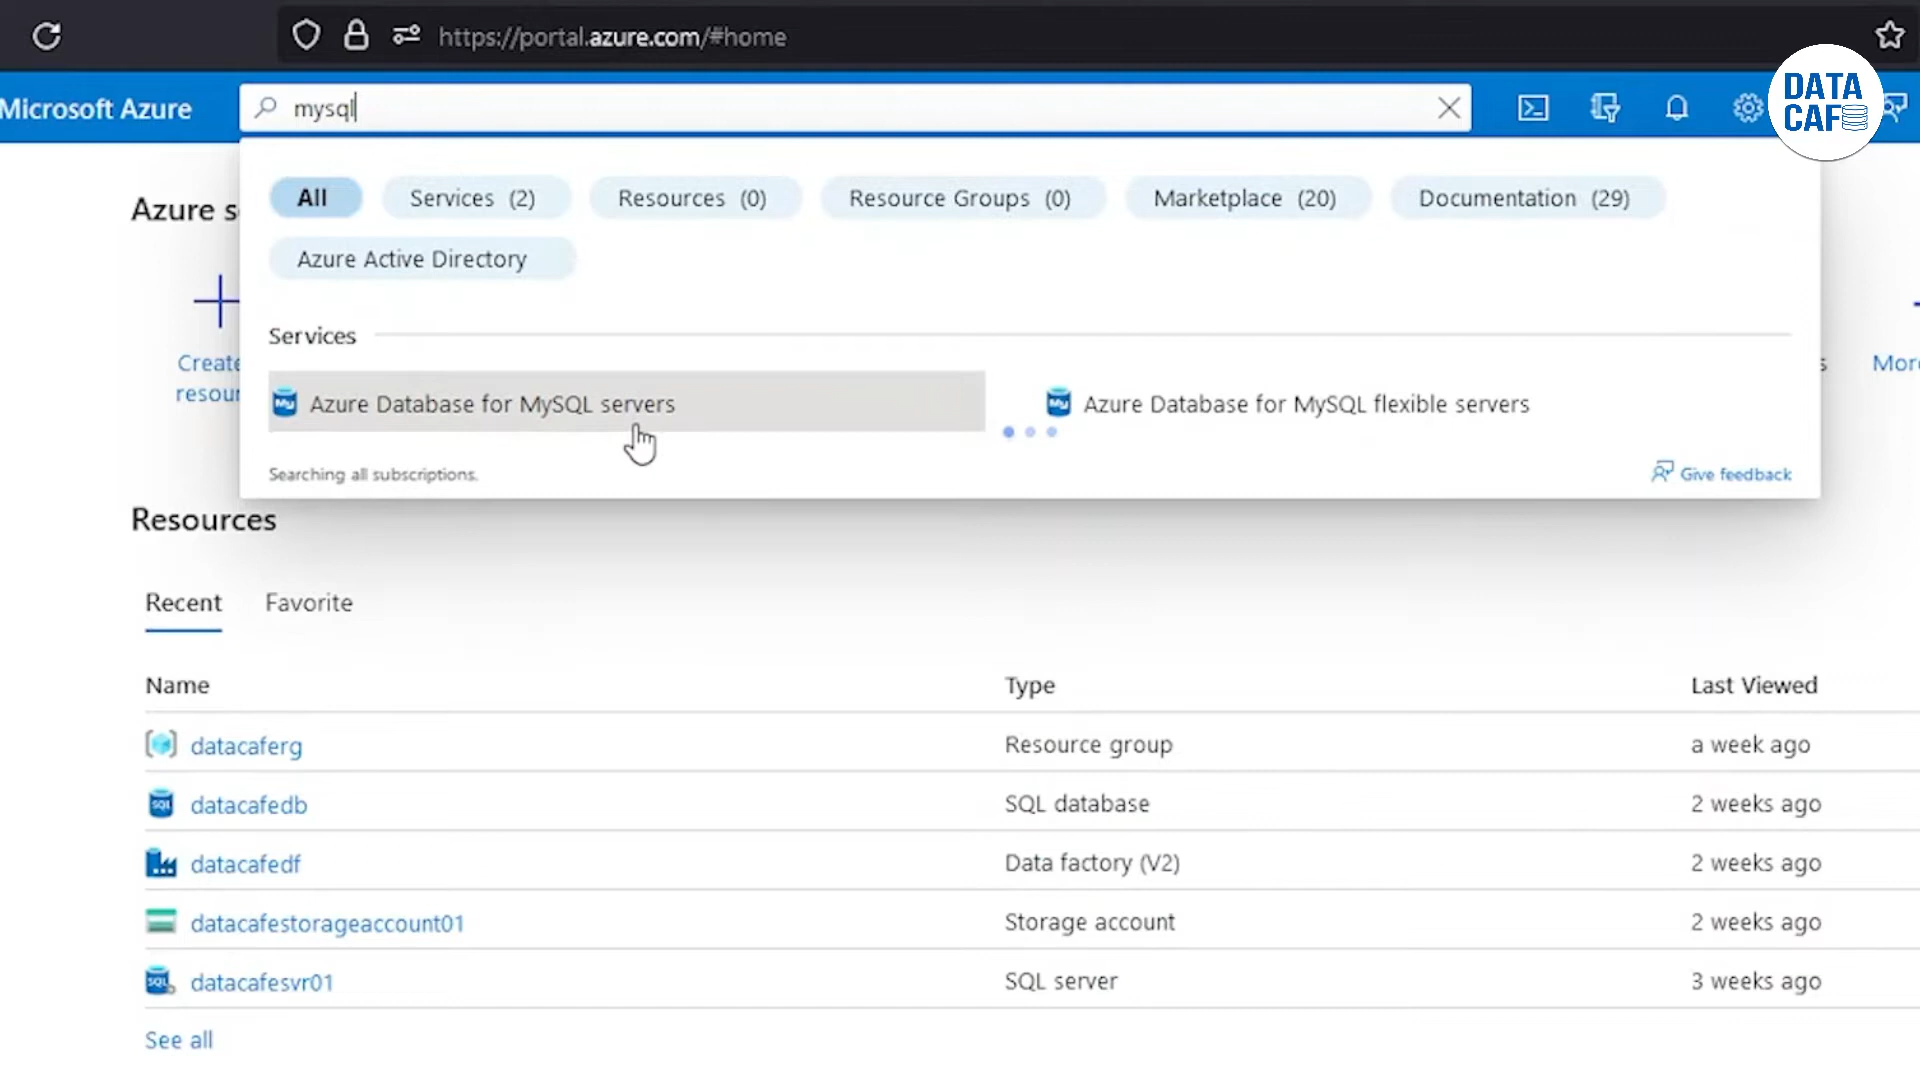 https://portal.azure.com/#home
Microsoft Azure
mysql
DATA
CAF
All
Services (2)
Resources (0)
Resource Groups (0)
Marketplace (20)
Documentation (29)
Azure Active Directory
Azure s
Create
resour
s
More
Services
Azure Database for MySQL servers
Azure Database for MySQL flexible servers
Searching all subscriptions.
Give feedback
Resources
Recent
Favorite
Name
Type
Last Viewed
datacaferg
Resource group
a week ago
datacafedb
SQL database
2 weeks ago
datacafedf
Data factory (V2)
2 weeks ago
datacafestorageaccount01
Storage account
2 weeks ago
datacafesvr01
SQL server
3 weeks ago
See all